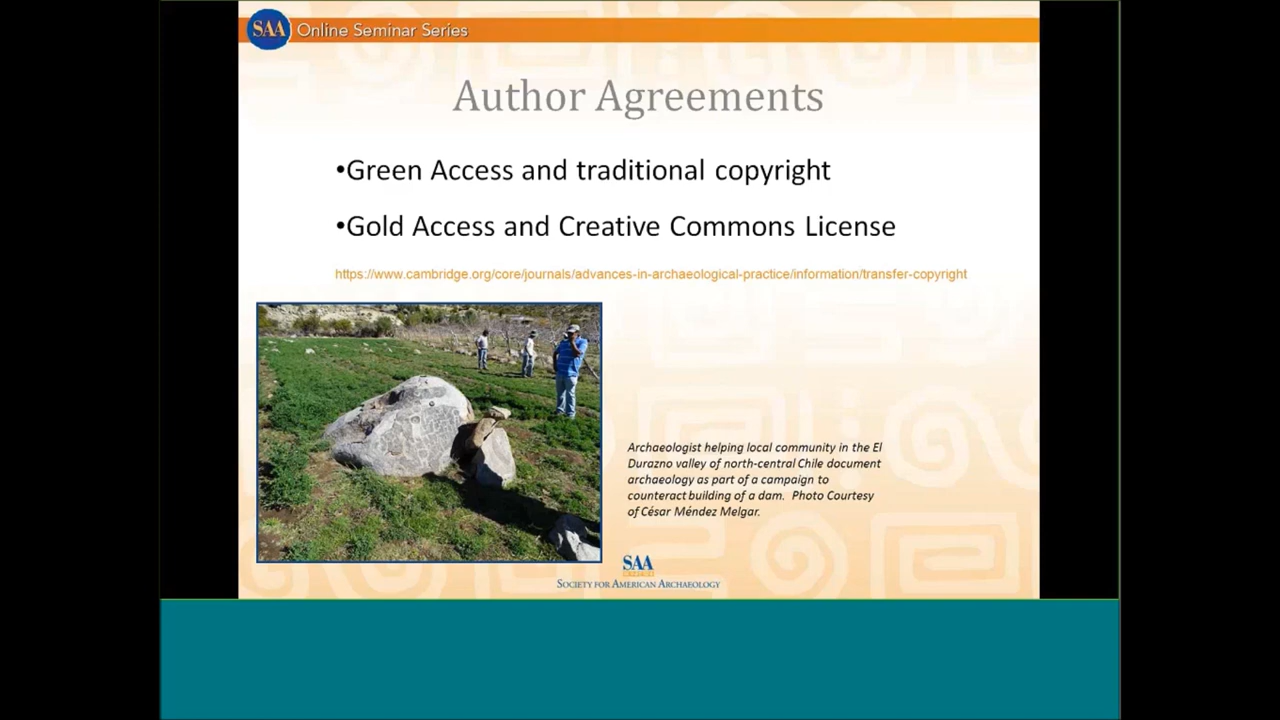 SAA Online Seminar Series
Author Agreements
•Green Access and traditional copyright
•Gold Access and Creative Commons License
https://www.cambridge.org/core/journals/advances-in-archaeological-practice/information/transfer-copyright
Archaeologist helping local community in the El
Durazno valley of north-central Chile document
archaeology as part of a campaign to
counteract building of a dam. Photo Courtesy
of César Méndez Melgar.
SAA
SOCIETY FOR AMERICAN ARCHAEOLOGY